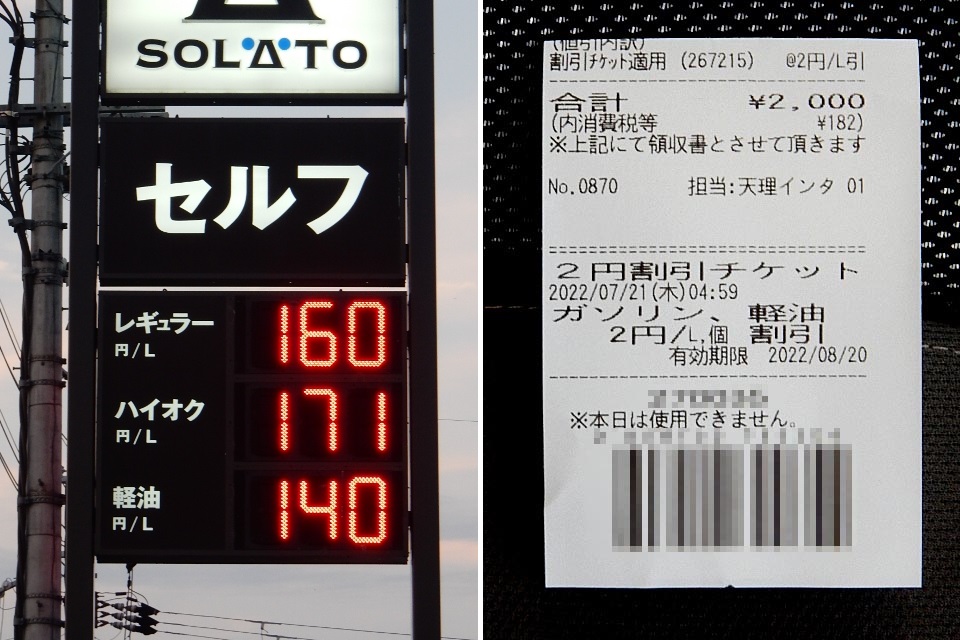 SOLATO
セルフ
レギュラー
円/L
160
ハイオク
円/L
171
軽油
円/L
140
(値引内訳)
割引チケット適用 (267215) @2円/L引
合計 ¥2,000
(内消費税等 ¥182)
※上記にて領収書とさせて頂きます
No.0870 担当:天理インタ 01
2円割引チケット
2022/07/21(木)04:59
ガソリン、軽油
2円/L,個 割引
有効期限 2022/08/20
※本日は使用できません。